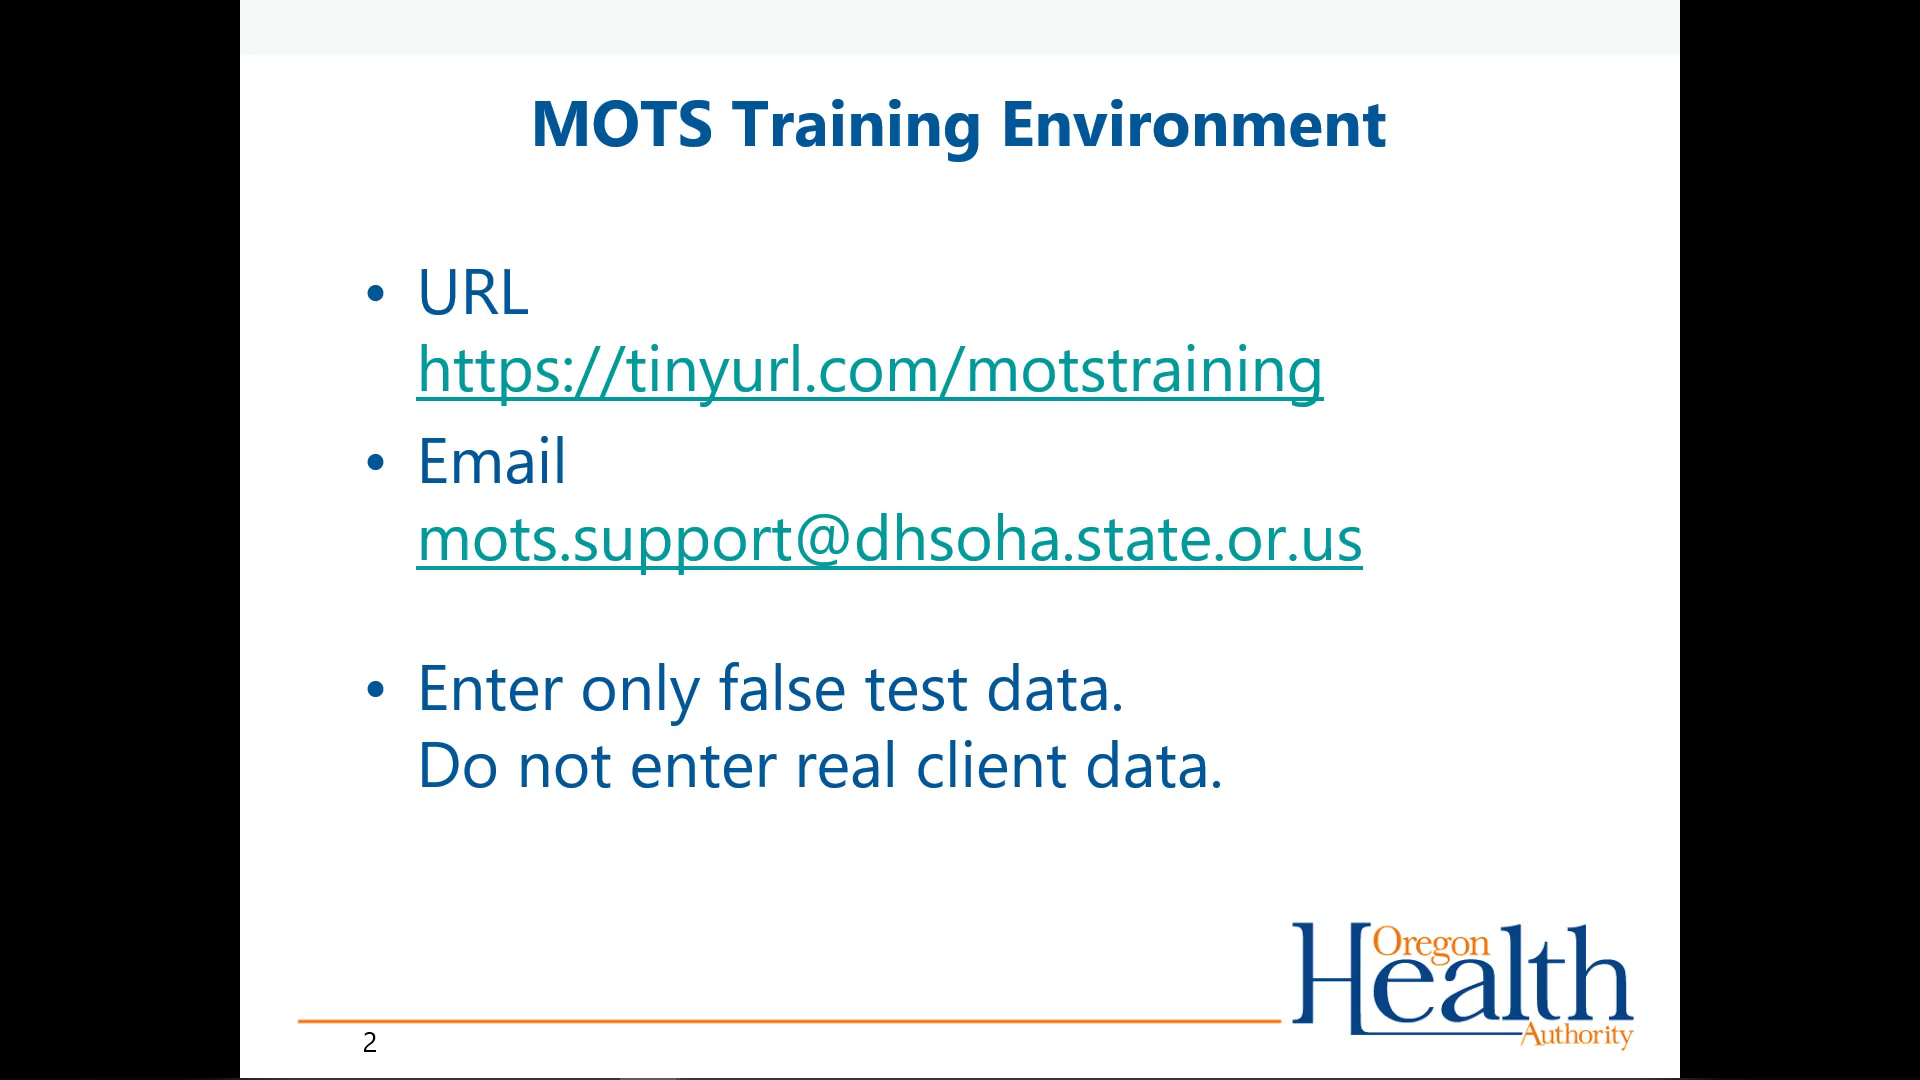 MOTS Training Environment
• URL
https://tinyurl.com/motstraining
• Email
mots.support@dhsoha.state.or.us
• Enter only false test data.
Do not enter real client data.
Oregon
Health
Authority
2